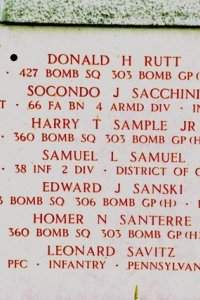 DONALD H RUTT
· 427 BOMB SQ 303 BOMB GP (
SOCONDO J SACCHINI
T · 66 FA BN 4 ARMD DIV · IN
HARRY T SAMPLE JR
· 360 BOMB SQ 303 BOMB GP (H
SAMUEL L SAMUEL
· 38 INF 2 DIV · DISTRICT OF C
EDWARD J SANSKI
3 BOMB SQ 306 BOMB GP (H) ·
HOMER N SANTERRE
360 BOMB SQ 303 BOMB GP (H
LEONARD SAVITZ
PFC · INFANTRY · PENNSYLVAN